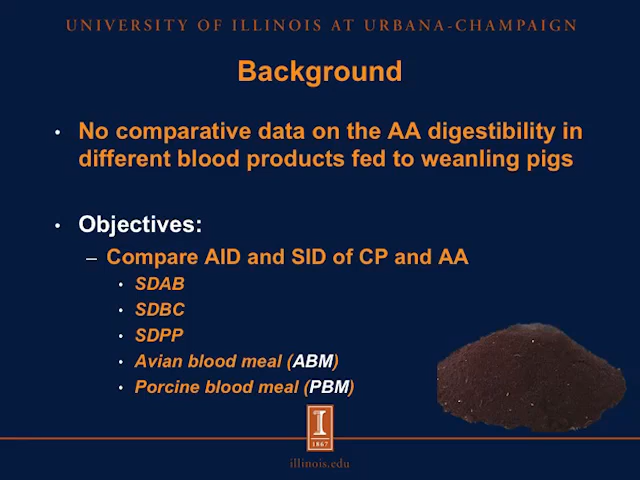 UNIVERSITY OF ILLINOIS AT URBANA-CHAMPAIGN
Background
• No comparative data on the AA digestibility in
different blood products fed to weanling pigs
• Objectives:
– Compare AID and SID of CP and AA
• SDAB
• SDBC
• SDPP
• Avian blood meal (ABM)
• Porcine blood meal (PBM)
I
1867
illinois.edu